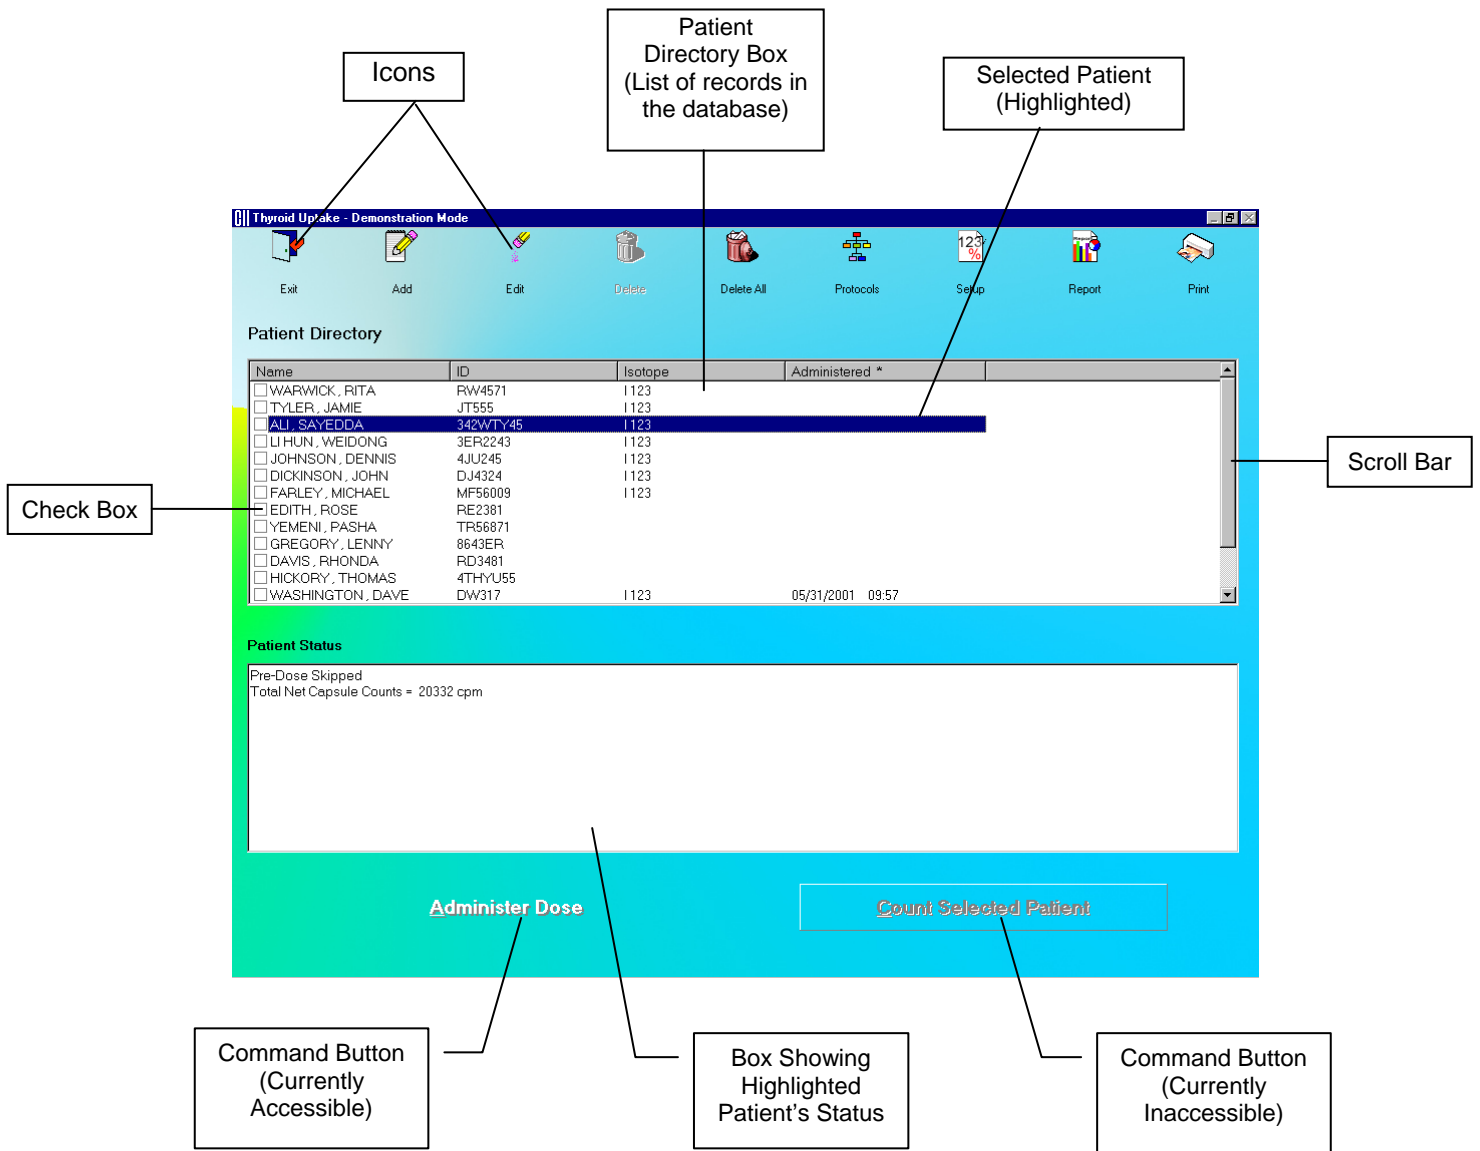 Patient
Directory Box
(List of records in
the database)
Icons
Selected Patient
(Highlighted)
Thyroid Uptake - Demonstration Mode
Exit Add Edit Delete Delete All Protocols Setup Report Print
Patient Directory
Name ID Isotope Administered *
WARWICK, RITA RW4571 I 123
TYLER, JAMIE JT555 I 123
ALI, SAYEDDA 342WTY45 I 123
LI HUN, WEIDONG 3ER2243 I 123
JOHNSON, DENNIS 4JU245 I 123
DICKINSON, JOHN DJ4324 I 123
FARLEY, MICHAEL MF56009 I 123
EDITH, ROSE RE2381
YEMENI, PASHA TR56871
GREGORY, LENNY 8643ER
DAVIS, RHONDA RD3481
HICKORY, THOMAS 4THYU55
WASHINGTON, DAVE DW317 I 123 05/31/2001 09:57
Scroll Bar
Check Box
Patient Status
Pre-Dose Skipped
Total Net Capsule Counts = 20332 cpm
Administer Dose Count Selected Patient
Command Button
(Currently
Accessible)
Box Showing
Highlighted
Patient's Status
Command Button
(Currently
Inaccessible)